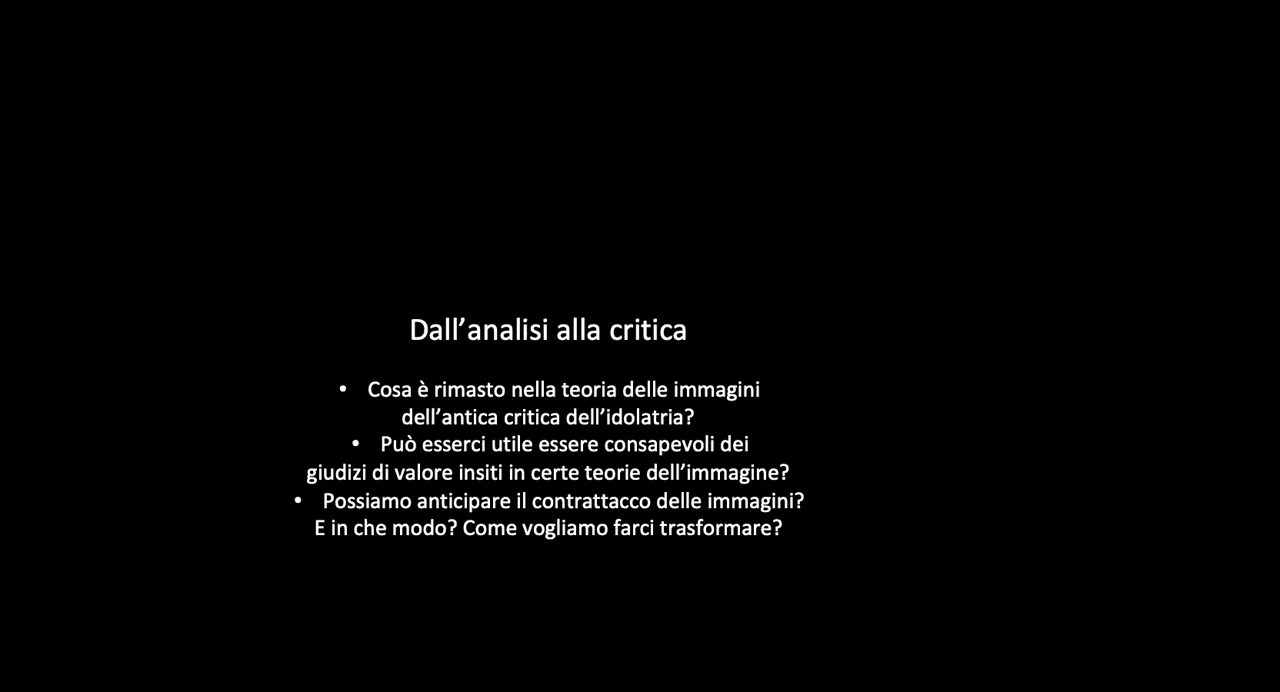 Dall’analisi alla critica
• Cosa è rimasto nella teoria delle immagini
dell’antica critica dell’idolatria?
• Può esserci utile essere consapevoli dei
giudizi di valore insiti in certe teorie dell’immagine?
• Possiamo anticipare il contrattacco delle immagini?
E in che modo? Come vogliamo farci trasformare?